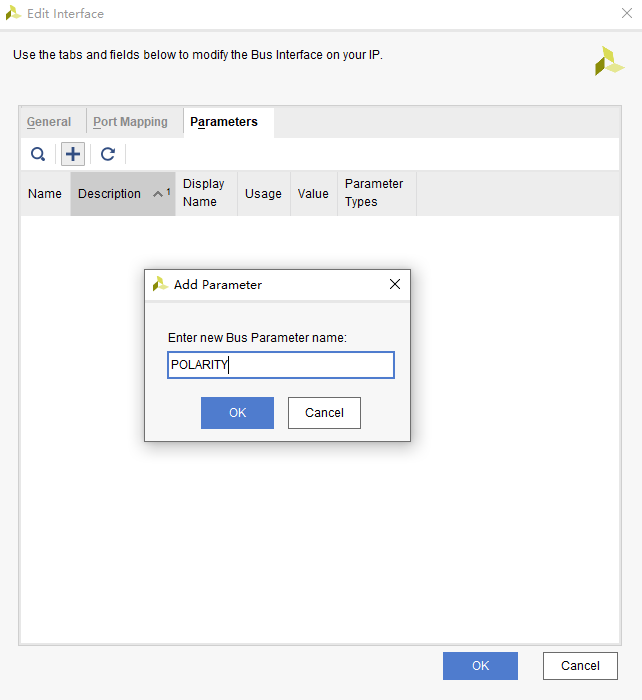 Edit Interface
Use the tabs and fields below to modify the Bus Interface on your IP.
General
Port Mapping
Parameters
Name
Description
1
Display
Name
Usage
Value
Parameter
Types
Add Parameter
Enter new Bus Parameter name:
POLARITY
OK
Cancel
OK
Cancel